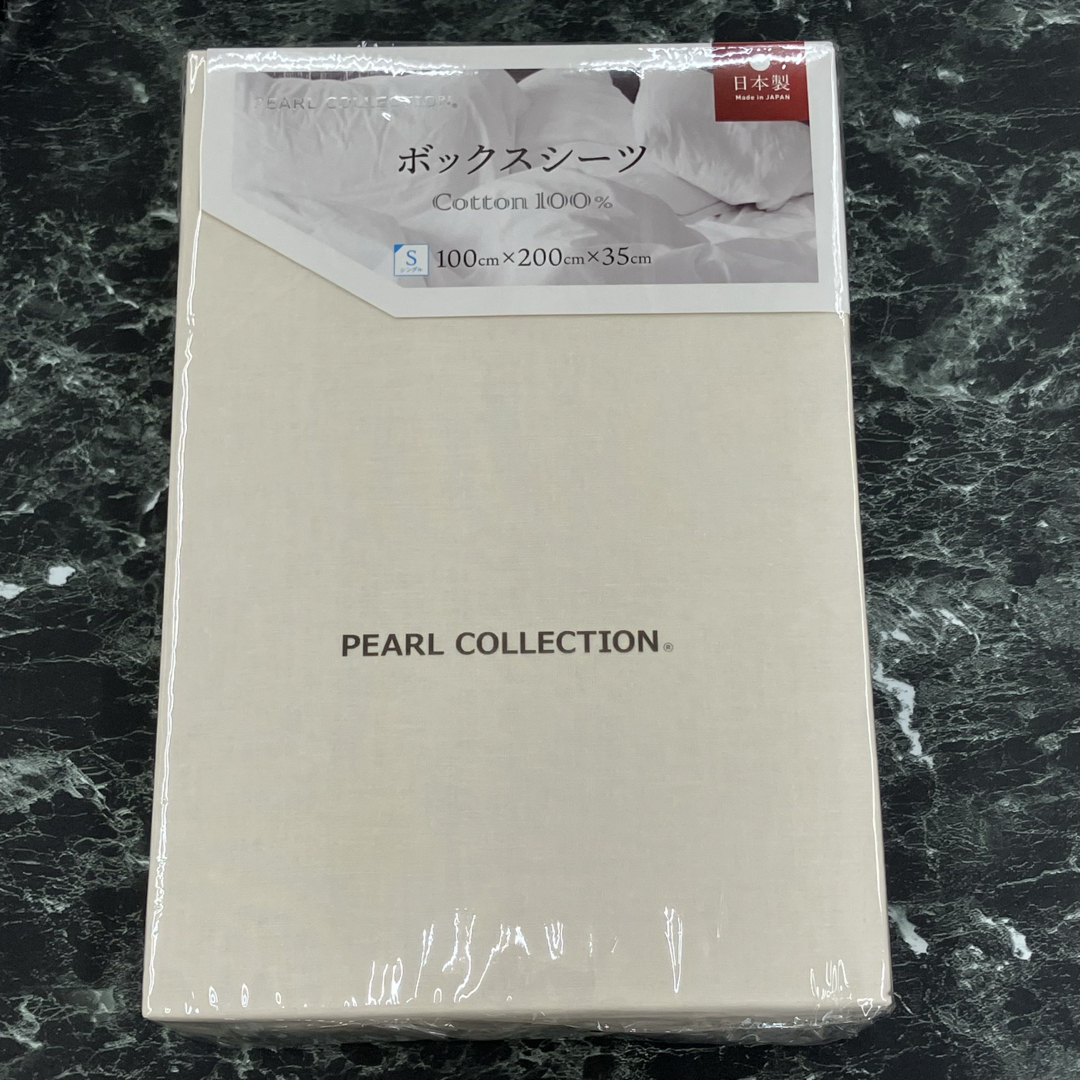 PEARL COLLECTION®
日本製
Made in JAPAN
ボックスシーツ
Cotton 100%
S 100cm×200cm×35cm
シングル
PEARL COLLECTION®